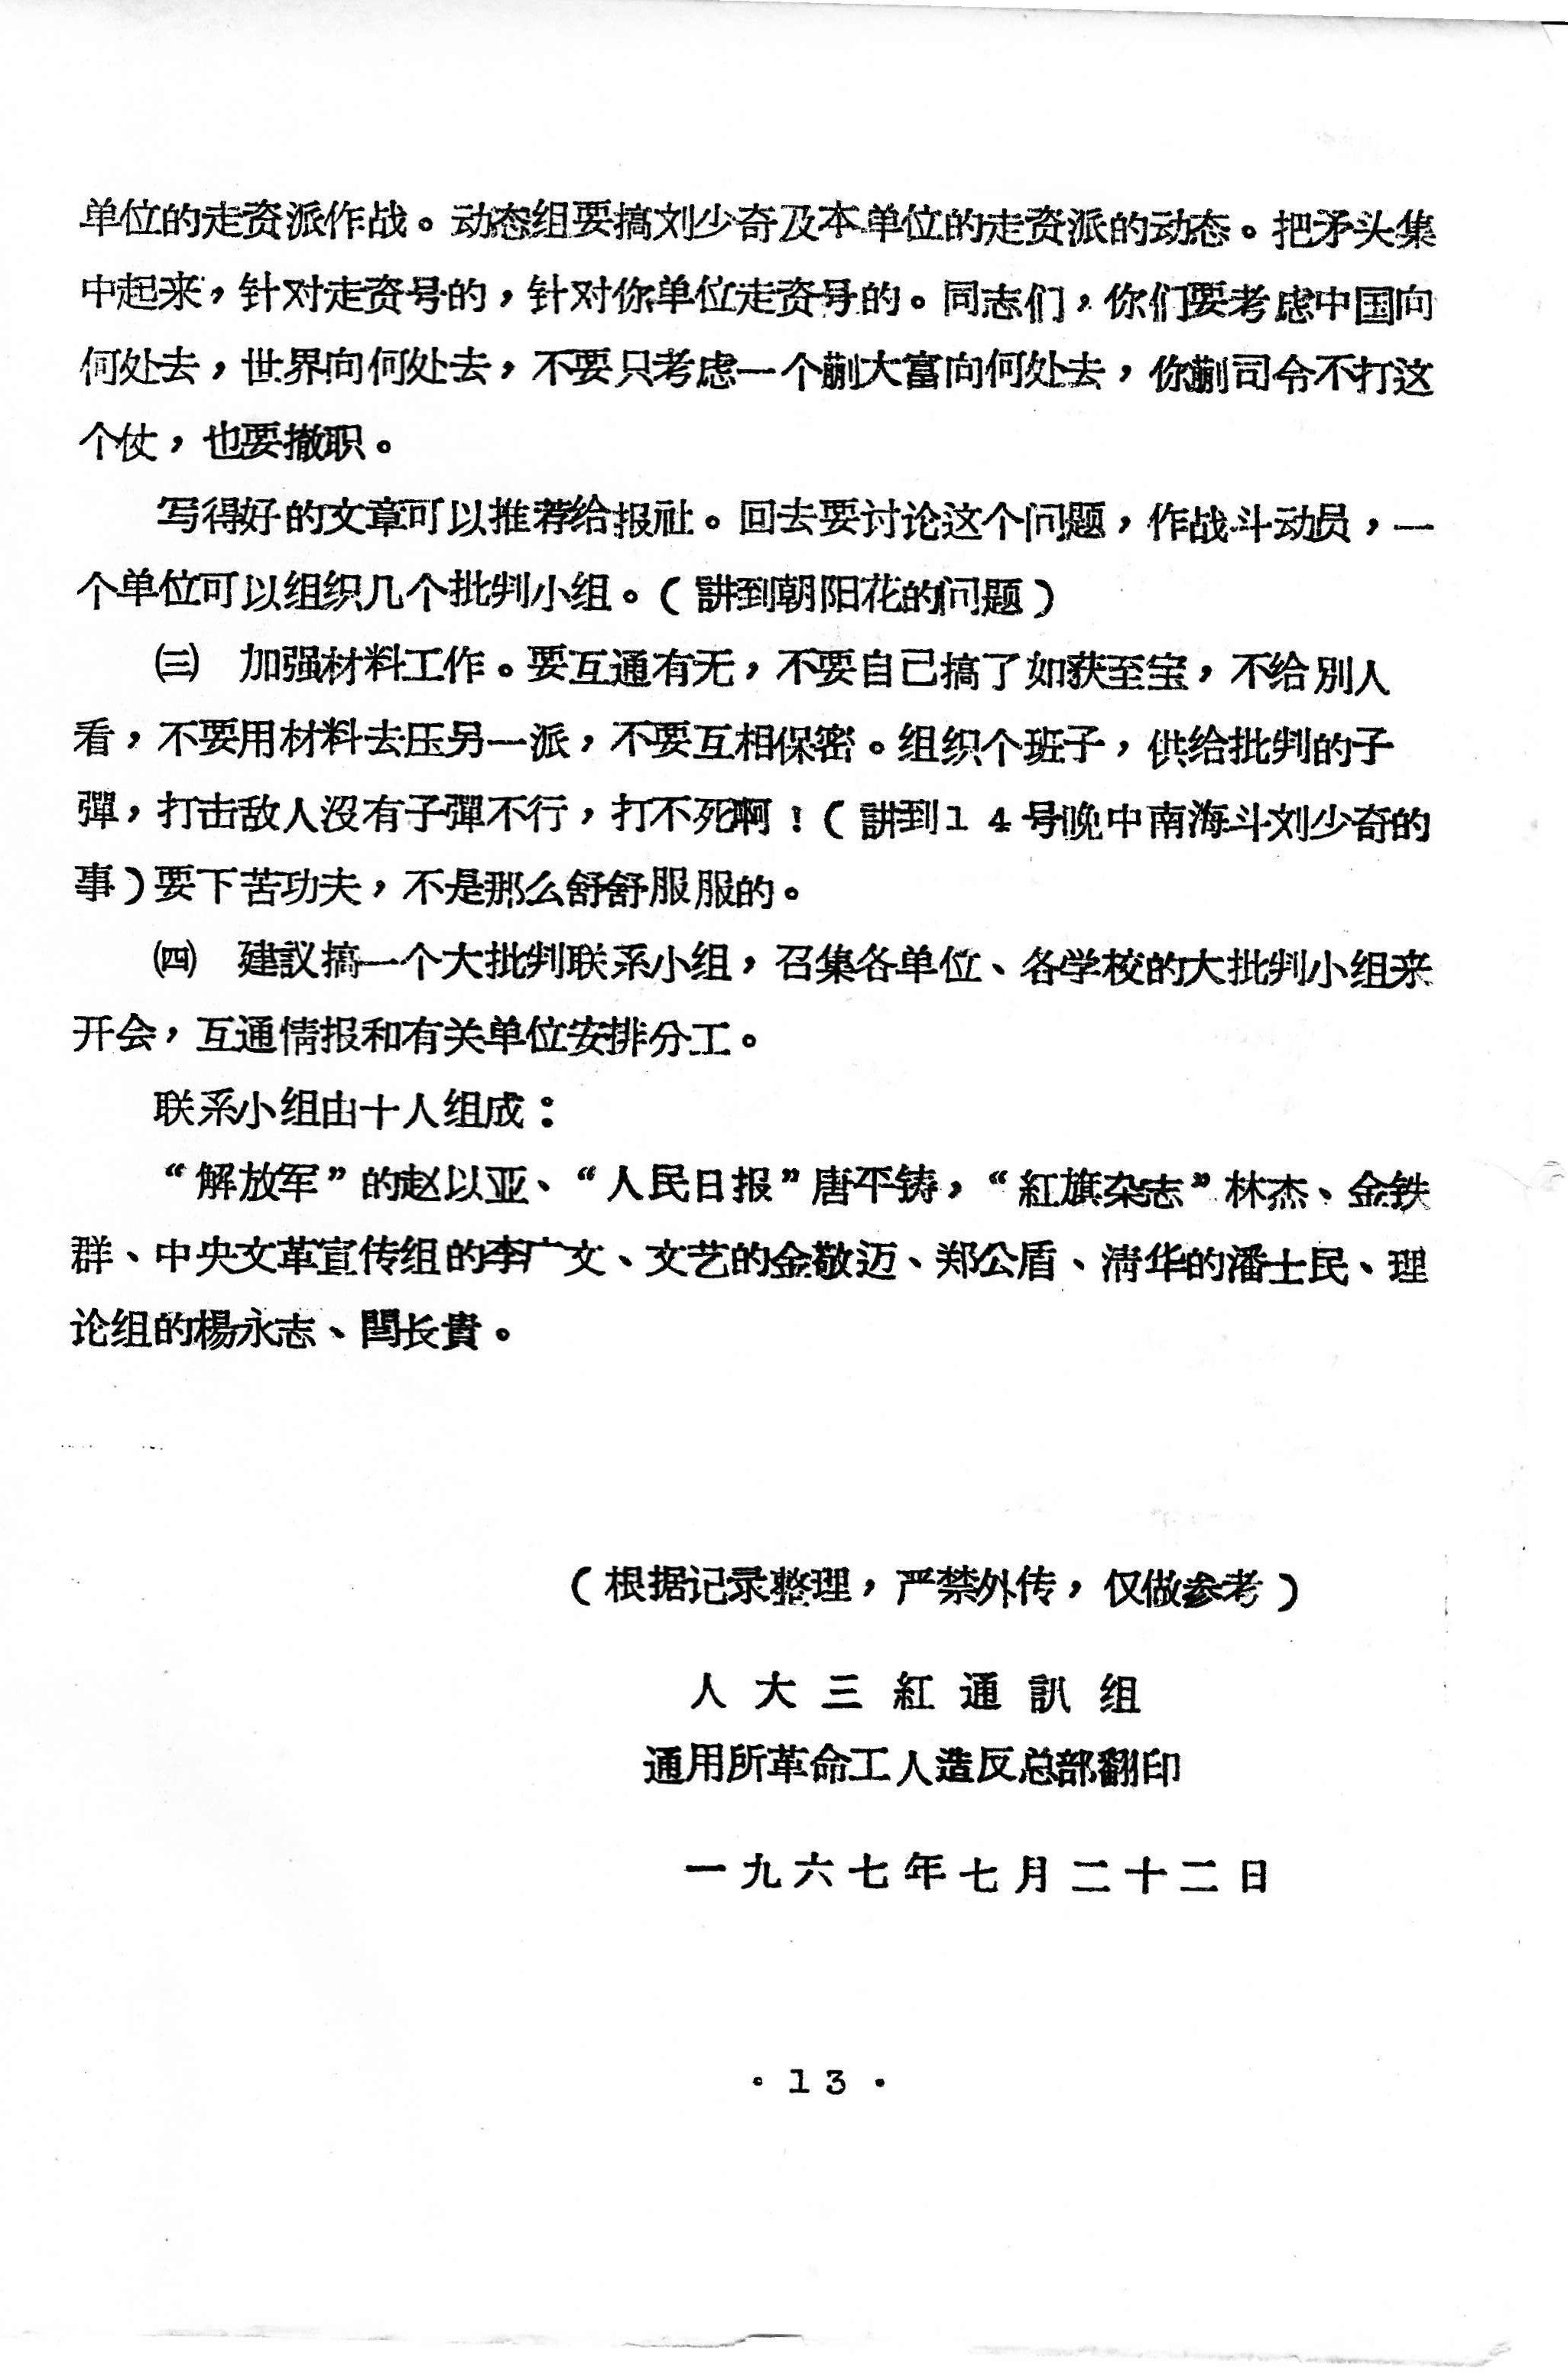 单位的走资派作战。动态组要搞刘少奇及本单位的走资派的动态。把矛头集
中起来，针对走资号的，针对你单位走资号的。同志们，你们要考虑中国向
何处去，世界向何处去，不要只考虑一个蒯大富向何处去，你蒯司令不打这
个仗，也要撤职。
写得好的文章可以推荐给报社。回去要讨论这个问题，作战斗动员，一
个单位可以组织几个批判小组。(講到朝阳花的问题)
㈢ 加强材料工作。要互通有无，不要自己搞了如获至宝，不给別人
看，不要用材料去压另一派，不要互相保密。组织个班子，供给批判的子
彈，打击敌人沒有子彈不行，打不死啊！(講到14号晚中南海斗刘少奇的
事)要下苦功夫，不是那么舒舒服服的。
㈣ 建議搞一个大批判联系小组，召集各单位、各学校的大批判小组来
开会，互通情报和有关单位安排分工。
联系小组由十人组成：
“解放军”的赵以亚、“人民日报”唐平铸，“紅旗杂志”林杰、金铁
群、中央文革宣传组的李广文、文艺的金敬迈、郑公盾、清华的潘士民、理
论组的楊永志、閻长貴。
(根据记录整理，严禁外传，仅做参考)
人大三紅通訊组
通用所革命工人造反总部翻印
一九六七年七月二十二日
·13·